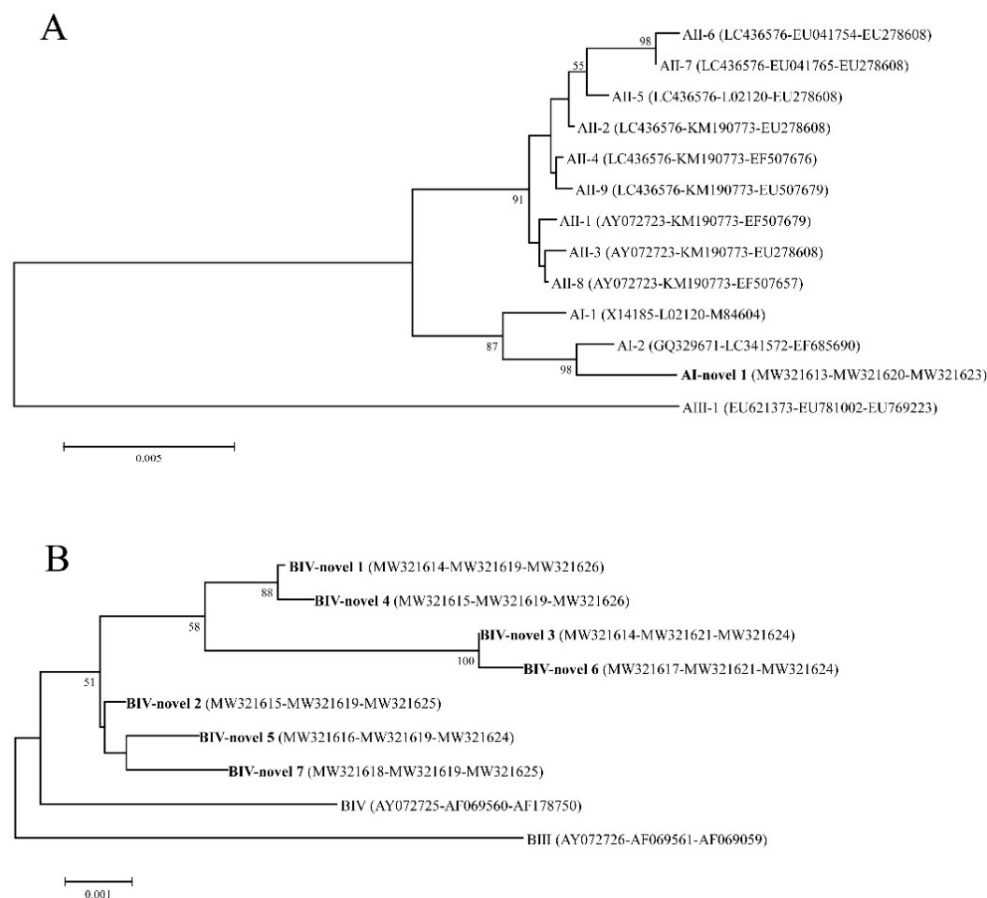 A
AII-6 (LC436576-EU041754-EU278608)
98
AII-7 (LC436576-EU041765-EU278608)
55
AII-5 (LC436576-L02120-EU278608)
AII-2 (LC436576-KM190773-EU278608)
AII-4 (LC436576-KM190773-EF507676)
AII-9 (LC436576-KM190773-EU507679)
91
AII-1 (AY072723-KM190773-EF507679)
AII-3 (AY072723-KM190773-EU278608)
AII-8 (AY072723-KM190773-EF507657)
AI-1 (X14185-L02120-M84604)
87
AI-2 (GQ329671-LC341572-EF685690)
98
AI-novel 1 (MW321613-MW321620-MW321623)
AIII-1 (EU621373-EU781002-EU769223)
0.005
B
BIV-novel 1 (MW321614-MW321619-MW321626)
88
BIV-novel 4 (MW321615-MW321619-MW321626)
58
BIV-novel 3 (MW321614-MW321621-MW321624)
100
BIV-novel 6 (MW321617-MW321621-MW321624)
51
BIV-novel 2 (MW321615-MW321619-MW321625)
BIV-novel 5 (MW321616-MW321619-MW321624)
BIV-novel 7 (MW321618-MW321619-MW321625)
BIV (AY072725-AF069560-AF178750)
BIII (AY072726-AF069561-AF069059)
0.001